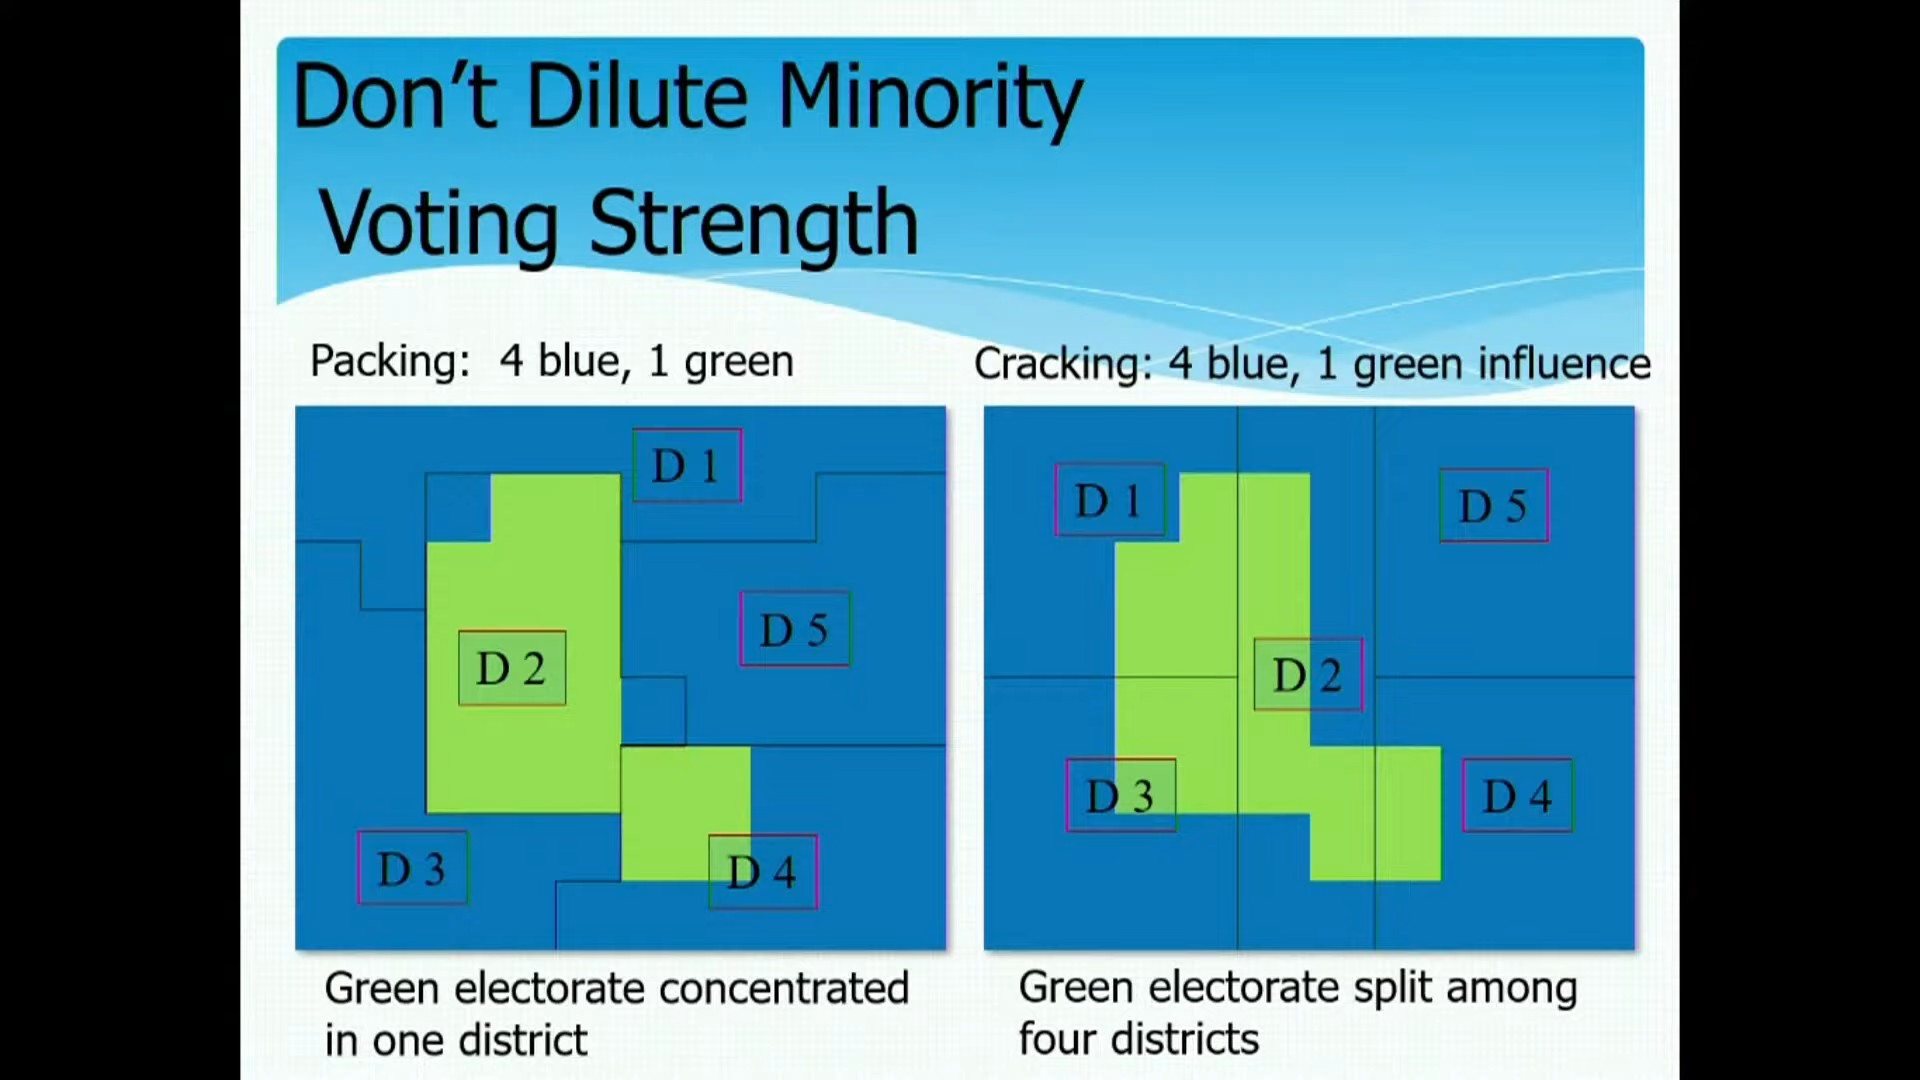 Don’t Dilute Minority
Voting Strength
Packing:  4 blue, 1 green
D 1
D 5
D 2
D 3
D 4
Green electorate concentrated
in one district
Cracking: 4 blue, 1 green influence
D 1
D 5
D 2
D 3
D 4
Green electorate split among
four districts